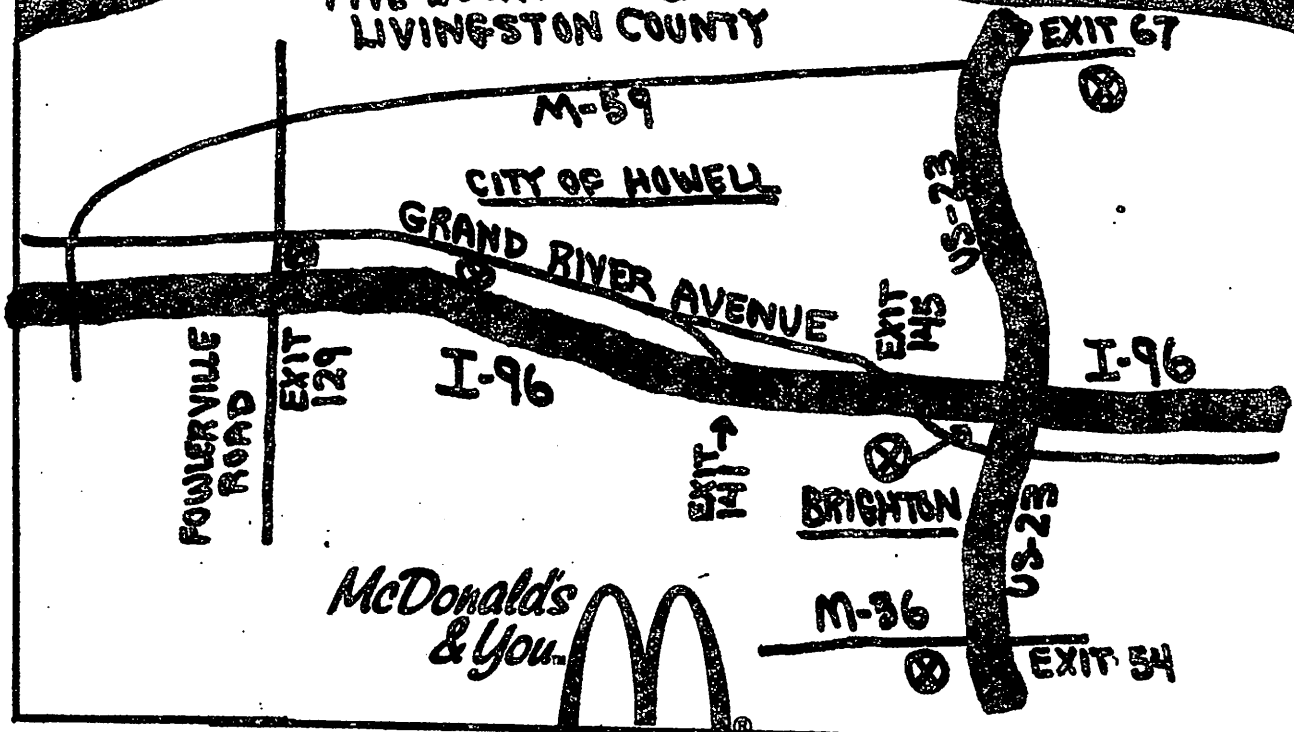 LIVINGSTON COUNTY
EXIT 67
M-59
CITY OF HOWELL
US-23
GRAND RIVER AVENUE
EXIT
145
I-96
FOWLERVILLE
ROAD
EXIT
129
I-96
EXIT
141
BRIGHTON
US-23
McDonald's
& You™
®
M-36
EXIT 54